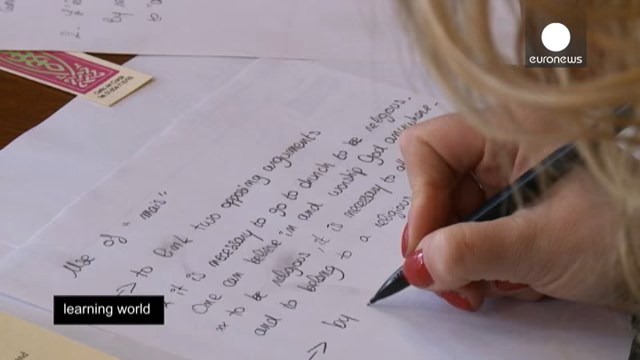 euronews
Use of "mais",
-> to link two opposing arguments
* it is necessary to go to church to be religious.
One can believe in and worship God anywhere.
** to be religious, it is necessary to
and to belong to a religious
-> by
learning world